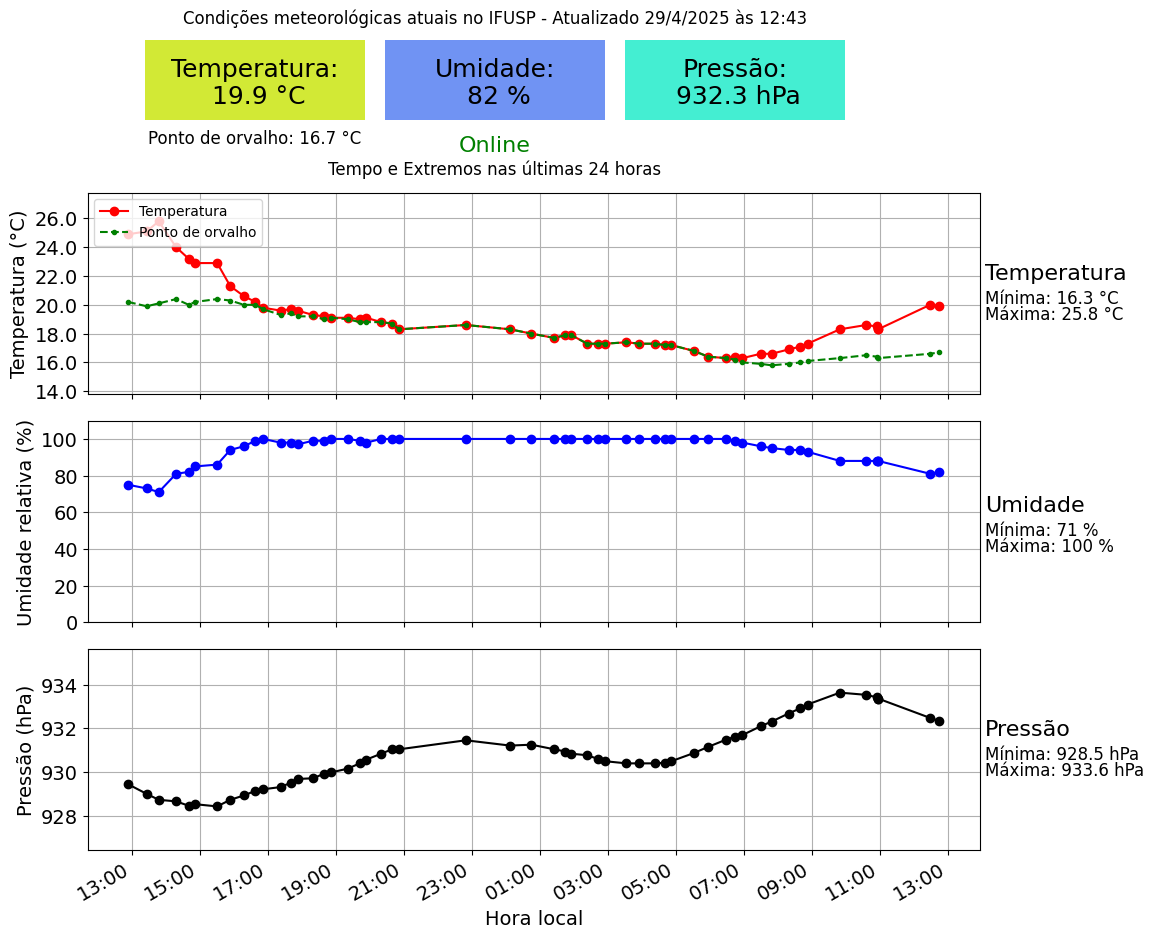 Condições meteorológicas atuais no IFUSP - Atualizado 29/4/2025 às 12:43
Temperatura:
19.9 °C
Umidade:
82 %
Pressão:
932.3 hPa
Ponto de orvalho: 16.7 °C
Online
Tempo e Extremos nas últimas 24 horas
Temperatura (°C)
26.0
24.0
22.0
20.0
18.0
16.0
14.0
Temperatura
Ponto de orvalho
Temperatura
Mínima: 16.3 °C
Máxima: 25.8 °C
Umidade relativa (%)
100
80
60
40
20
0
Umidade
Mínima: 71 %
Máxima: 100 %
Pressão (hPa)
934
932
930
928
Pressão
Mínima: 928.5 hPa
Máxima: 933.6 hPa
13:00
15:00
17:00
19:00
21:00
23:00
01:00
03:00
05:00
07:00
09:00
11:00
13:00
Hora local